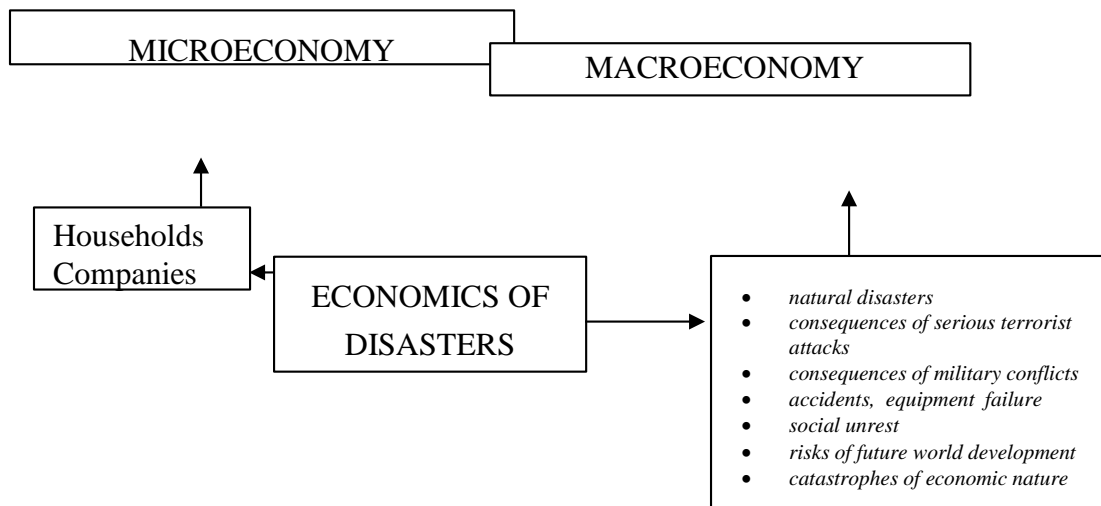 MICROECONOMY
MACROECONOMY
Households
Companies
ECONOMICS OF
DISASTERS
• natural disasters
• consequences of serious terrorist
attacks
• consequences of military conflicts
• accidents, equipment failure
• social unrest
• risks of future world development
• catastrophes of economic nature